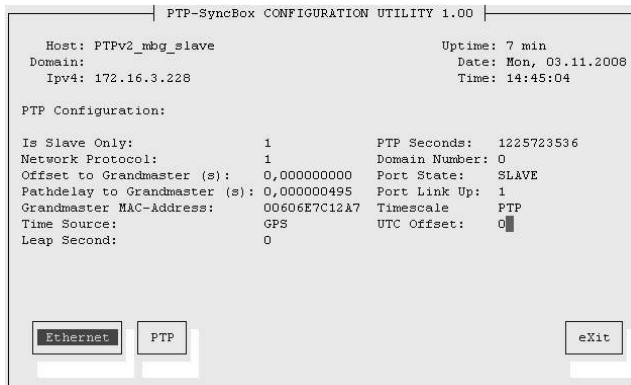 PTP-SyncBox CONFIGURATION UTILITY 1.00
Host: PTPv2_mbg_slave Uptime: 7 min
Domain: Date: Mon, 03.11.2008
Ipv4: 172.16.3.228 Time: 14:45:04
PTP Configuration:
Is Slave Only: 1 PTP Seconds: 1225723536
Network Protocol: 1 Domain Number: 0
Offset to Grandmaster (s): 0,000000000 Port State: SLAVE
Pathdelay to Grandmaster (s): 0,000000495 Port Link Up: 1
Grandmaster MAC-Address: 00606E7C12A7 Timescale PTP
Time Source: GPS UTC Offset: 0
Leap Second: 0
Ethernet PTP eXit